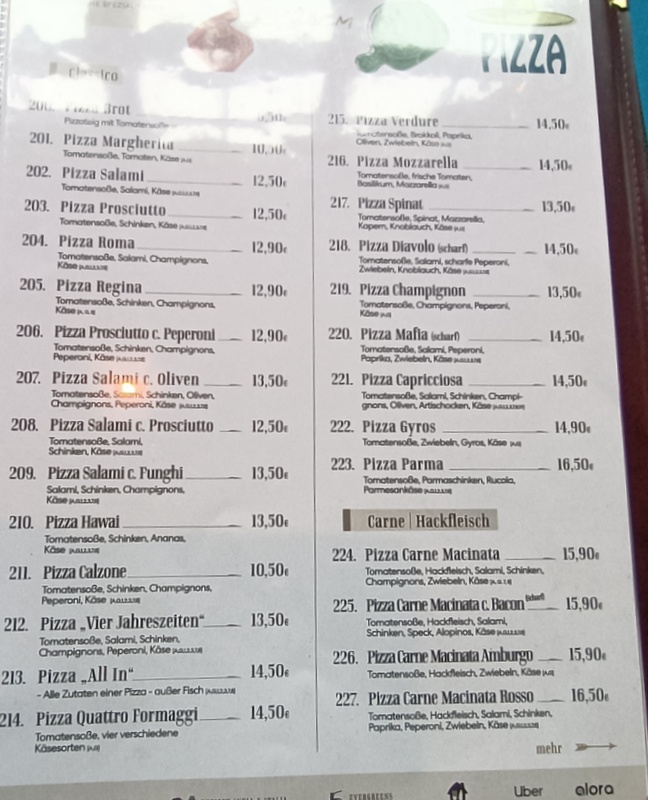 PIZZA
Classico
200. Pizza Brot
Pizzateig mit Tomatensoße
201. Pizza Margherita 10,50€
Tomatensoße, Tomaten, Käse
202. Pizza Salami 12,50€
Tomatensoße, Salami, Käse
203. Pizza Prosciutto 12,50€
Tomatensoße, Schinken, Käse
204. Pizza Roma 12,90€
Tomatensoße, Salami, Champignons,
Käse
205. Pizza Regina 12,90€
Tomatensoße, Schinken, Champignons,
Käse
206. Pizza Prosciutto c. Peperoni 12,90€
Tomatensoße, Schinken, Champignons,
Peperoni, Käse
207. Pizza Salami c. Oliven 13,50€
Tomatensoße, Salami, Schinken, Oliven,
Champignons, Peperoni, Käse
208. Pizza Salami c. Prosciutto 12,50€
Tomatensoße, Salami,
Schinken, Käse
209. Pizza Salami c. Funghi 13,50€
Salami, Schinken, Champignons,
Käse
210. Pizza Hawai 13,50€
Tomatensoße, Schinken, Ananas,
Käse
211. Pizza Calzone 10,50€
Tomatensoße, Schinken, Champignons,
Peperoni, Käse
212. Pizza „Vier Jahreszeiten“ 13,50€
Tomatensoße, Salami, Schinken,
Champignons, Peperoni, Käse
213. Pizza „All In“ 14,50€
- Alle Zutaten einer Pizza - außer Fisch
214. Pizza Quattro Formaggi 14,50€
Tomatensoße, vier verschiedene
Käsesorten
215. Pizza Verdure 14,50€
Tomatensoße, Brokkoli, Paprika,
Oliven, Zwiebeln, Käse
216. Pizza Mozzarella 14,50€
Tomatensoße, frische Tomaten,
Basilikum, Mozzarella
217. Pizza Spinat 13,50€
Tomatensoße, Spinat, Mozzarella,
Kapern, Knoblauch, Käse
218. Pizza Diavolo (scharf) 14,50€
Tomatensoße, Salami, scharfe Peperoni,
Zwiebeln, Knoblauch, Käse
219. Pizza Champignon 13,50€
Tomatensoße, Champignons, Peperoni,
Käse
220. Pizza Mafia (scharf) 14,50€
Tomatensoße, Salami, Peperoni,
Paprika, Zwiebeln, Käse
221. Pizza Capricciosa 14,50€
Tomatensoße, Salami, Schinken, Champi-
gnons, Oliven, Artischocken, Käse
222. Pizza Gyros 14,90€
Tomatensoße, Zwiebeln, Gyros, Käse
223. Pizza Parma 16,50€
Tomatensoße, Parmaschinken, Rucola,
Parmesankäse
Carne | Hackfleisch
224. Pizza Carne Macinata 15,90€
Tomatensoße, Hackfleisch, Salami, Schinken,
Champignons, Zwiebeln, Käse
225. Pizza Carne Macinata c. Bacon (scharf) 15,90€
Tomatensoße, Hackfleisch, Salami,
Schinken, Speck, Alopinos, Käse
226. Pizza Carne Macinata Amburgo 15,90€
Tomatensoße, Hackfleisch, Zwiebeln, Käse
227. Pizza Carne Macinata Rosso 16,50€
Tomatensoße, Hackfleisch, Salami, Schinken,
Paprika, Peperoni, Zwiebeln, Käse
mehr
EVERGREENS
Uber
alora